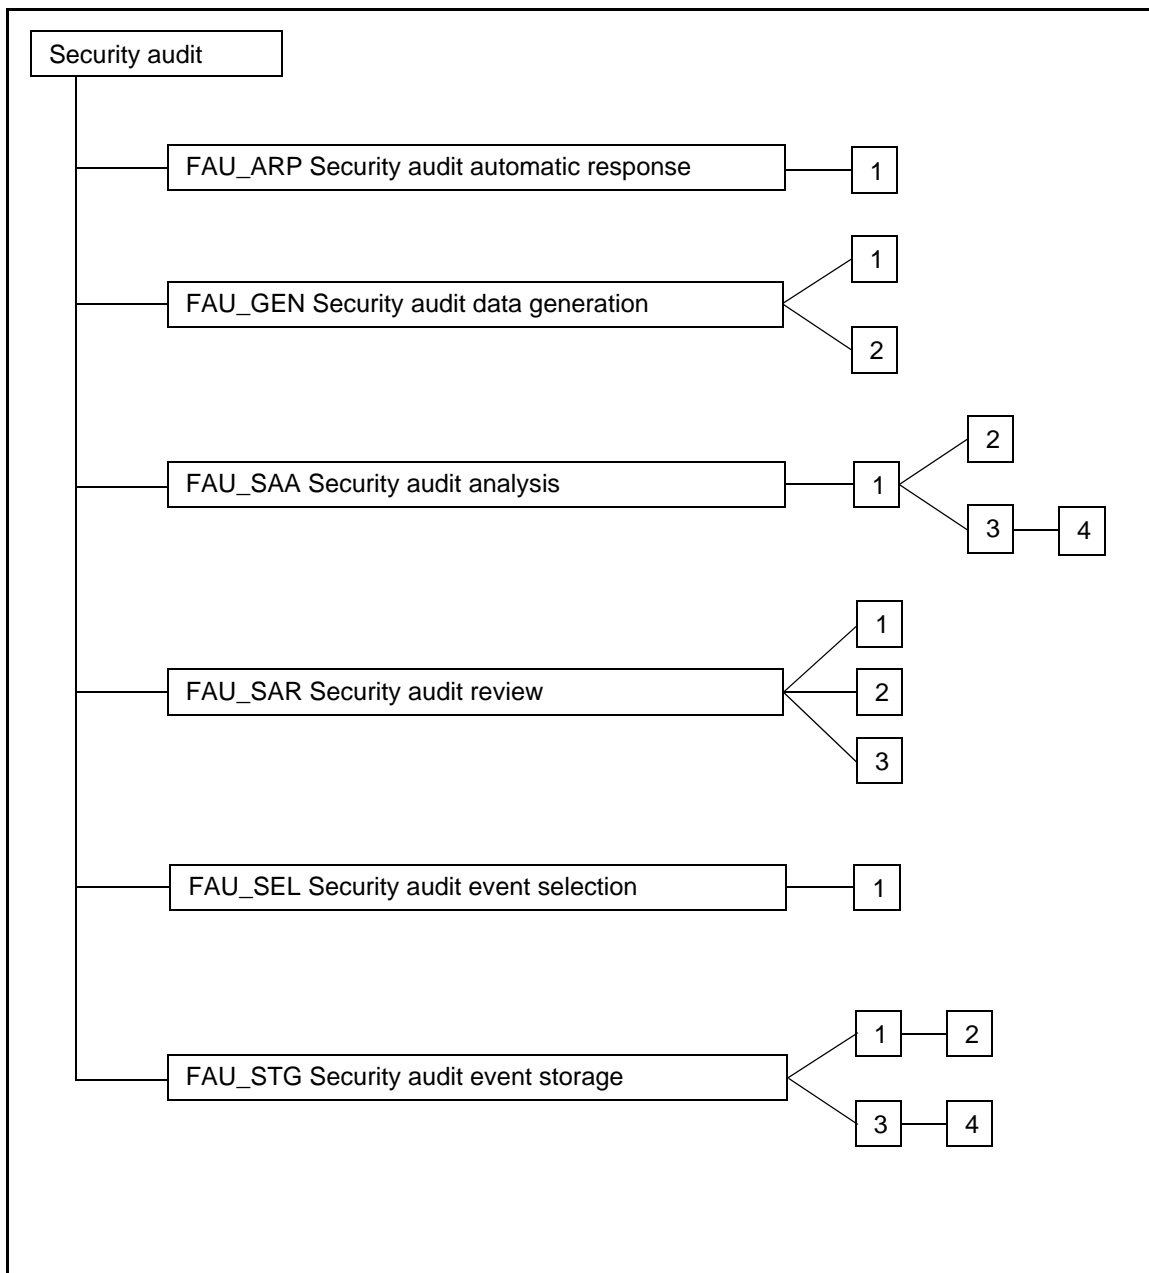 Security audit
FAU_ARP Security audit automatic response
1
FAU_GEN Security audit data generation
1
2
FAU_SAA Security audit analysis
1
2
3
4
FAU_SAR Security audit review
1
2
3
FAU_SEL Security audit event selection
1
FAU_STG Security audit event storage
1
2
3
4